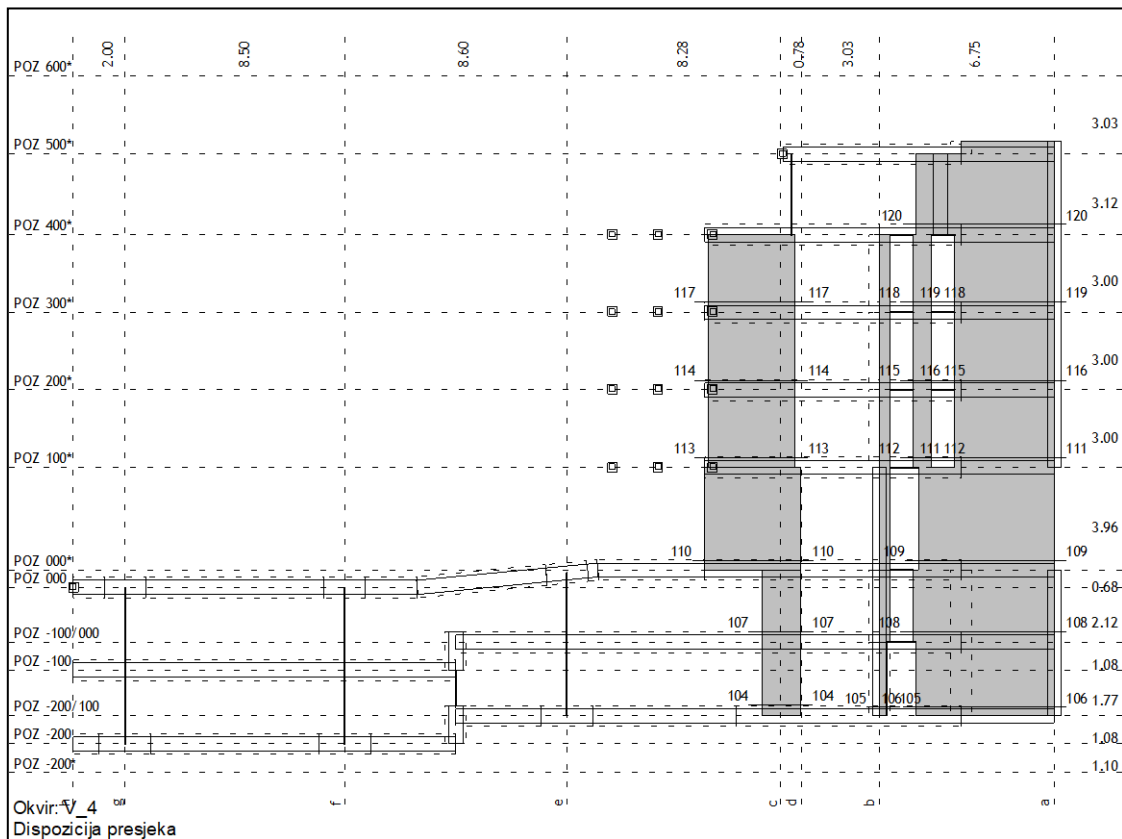 2.00 8.50 8.60 8.28 0.78 3.03 6.75
POZ 600*
3.03
POZ 500*
3.12
POZ 400* 120 120
3.00
POZ 300* 117 117 118 119 118 119
3.00
POZ 200* 114 114 115 116 115 116
3.00
POZ 100* 113 113 112 111 112 111
3.96
POZ 000* 110 110 109 109
POZ 000 0.68
POZ -100/000 107 107 108 108 2.12
POZ -100 1.08
POZ -200/100 104 104 105 106 105 106 1.77
POZ -200 1.08
POZ -200* 1.10
g f e c d b a
Okvir: V_4
Dispozicija presjeka